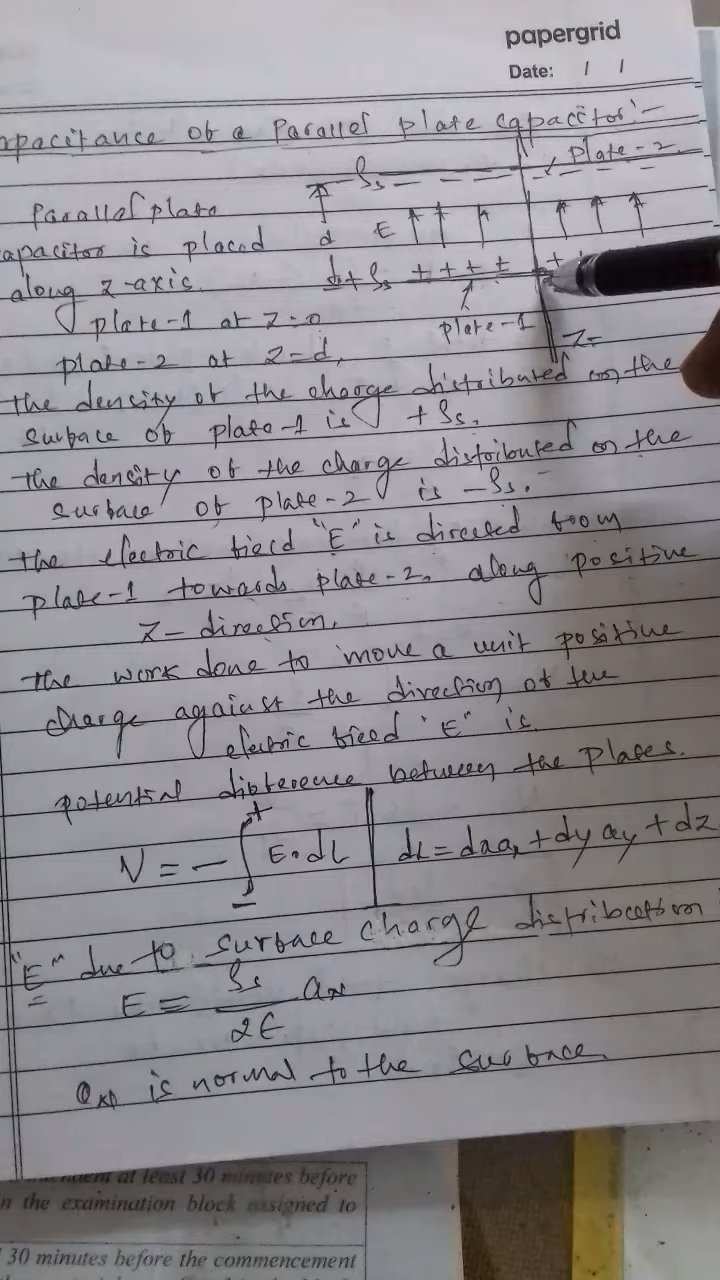 papergrid
Date: / /
apacitance of a Parallel plate capacitor:-
Plate-2
ρs
Parallel plate
d E
apacitor is placed
+ρs + + + + +
along z-axis.
plate-1
plate-1 at z=0
z=
plate-2 at z=d.
the density of the charge distributed on the
surface of plate-1 is +ρs.
the density of the charge distributed on the
surface of plate-2 is -ρs.
the electric field "E" is directed from
plate-1 towards plate-2, along positive
z-direction.
the work done to move a unit positive
charge against the direction of the
electric field "E" is
potential difference between the plates.
V = - ∫ E. dL dL = dxax + dy ay + dz
+
-
"E" due to surface charge distribution
E = ρs/2ε aN
aN is normal to the surface.
at least 30 minutes before
n the examination block assigned to
30 minutes before the commencement